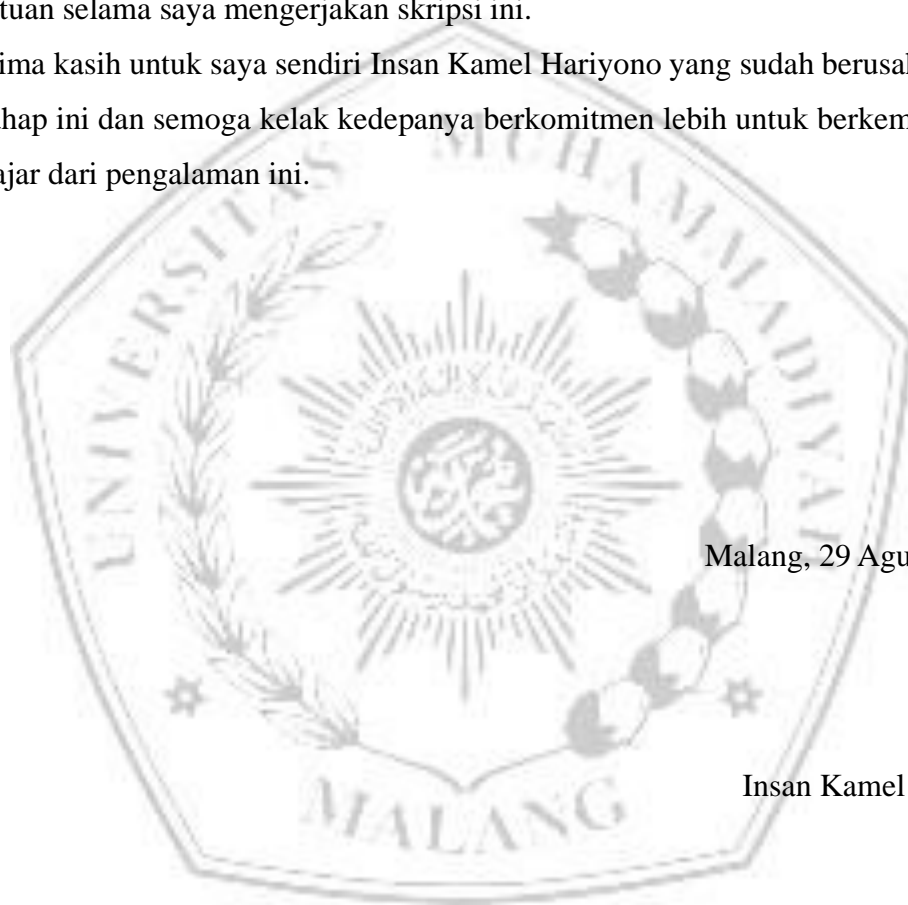 tuan selama saya mengerjakan skripsi ini.
ima kasih untuk saya sendiri Insan Kamel Hariyono yang sudah berusa
hap ini dan semoga kelak kedepanya berkomitmen lebih untuk berkem
ajar dari pengalaman ini.
UNIVERSITAS MUHAMMADIYAH
Malang, 29 Agu
Insan Kamel
MALANG